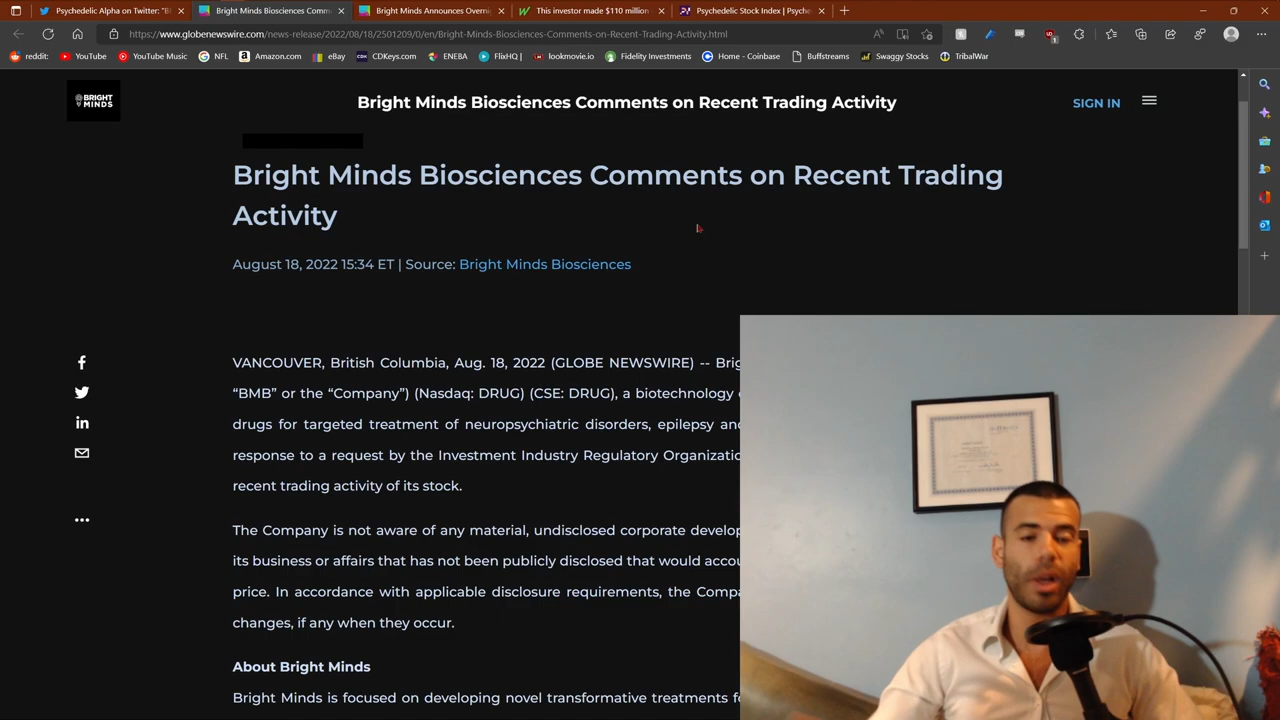 Psychedelic Alpha on Twitter: "B
Bright Minds Biosciences Comm
Bright Minds Announces Overni
This investor made $110 million
Psychedelic Stock Index | Psych
https://www.globenewswire.com/news-release/2022/08/18/2501209/0/en/Bright-Minds-Biosciences-Comments-on-Recent-Trading-Activity.html
reddit:
YouTube
YouTube Music
NFL
Amazon.com
eBay
CDKeys.com
ENEBA
FlixHQ |
lookmovie.io
Fidelity Investments
Home - Coinbase
Buffstreams
Swaggy Stocks
TribalWar
BRIGHT
MINDS
Bright Minds Biosciences Comments on Recent Trading Activity
SIGN IN
Bright Minds Biosciences Comments on Recent Trading
Activity
August 18, 2022 15:34 ET | Source: Bright Minds Biosciences
VANCOUVER, British Columbia, Aug. 18, 2022 (GLOBE NEWSWIRE) -- Brig
“BMB” or the “Company”) (Nasdaq: DRUG) (CSE: DRUG), a biotechnology
drugs for targeted treatment of neuropsychiatric disorders, epilepsy and
response to a request by the Investment Industry Regulatory Organizatio
recent trading activity of its stock.
The Company is not aware of any material, undisclosed corporate develop
its business or affairs that has not been publicly disclosed that would accou
price. In accordance with applicable disclosure requirements, the Compa
changes, if any when they occur.
About Bright Minds
Bright Minds is focused on developing novel transformative treatments fo